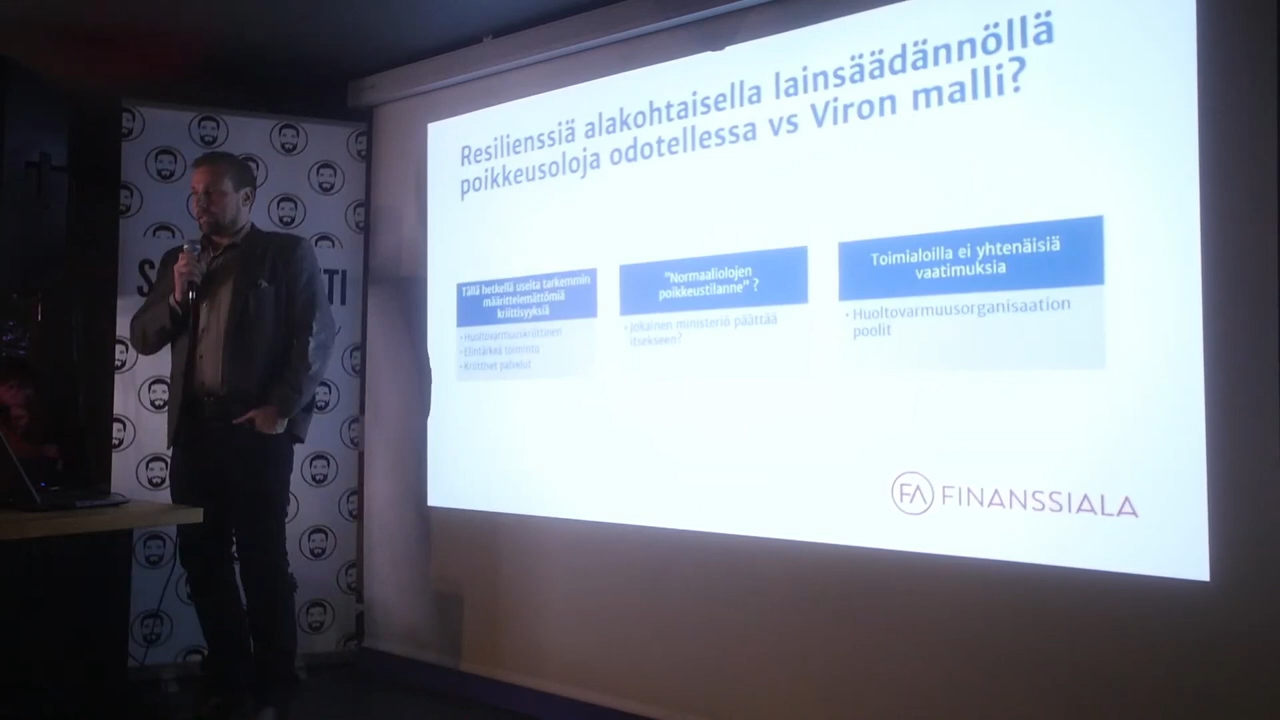 Resilienssiä alakohtaisella lainsäädännöllä
poikkeusoloja odotellessa vs Viron malli?
Tällä hetkellä useita tarkemmin
määrittelemättömiä
kriittisyyksiä
• Huoltovarmuuskriittinen
• Elintärkeä toiminto
• Kriittiset palvelut
"Normaaliolojen
poikkeustilanne" ?
• Jokainen ministeriö päättää
itsekseen?
Toimialoilla ei yhtenäisiä
vaatimuksia
• Huoltovarmuusorganisaation
poolit
FA FINANSSIALA